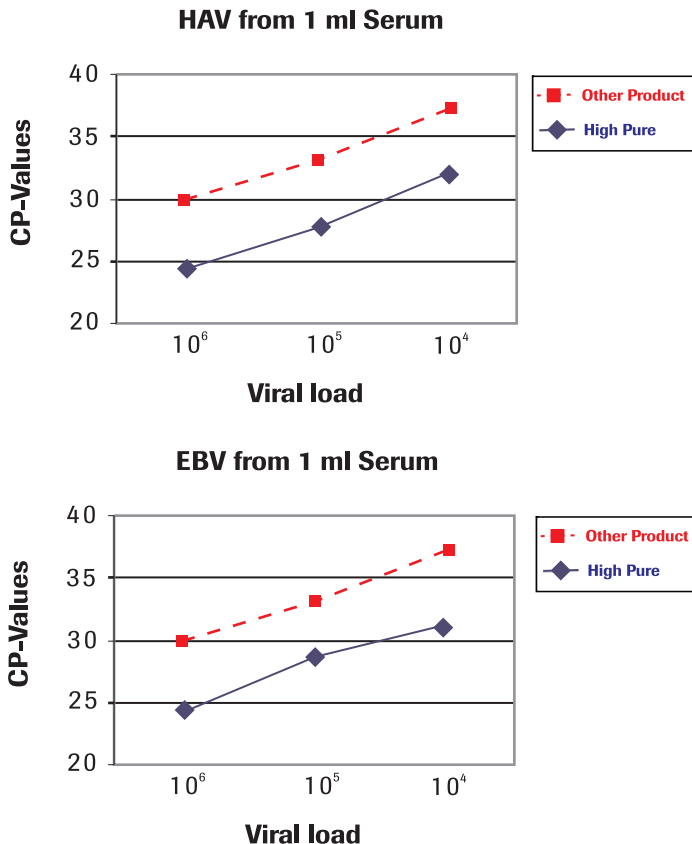 HAV from 1 ml Serum
40
35
30
25
20
CP-Values
10⁶ 10⁵ 10⁴
Viral load
Other Product
High Pure
EBV from 1 ml Serum
40
35
30
25
20
CP-Values
10⁶ 10⁵ 10⁴
Viral load
Other Product
High Pure